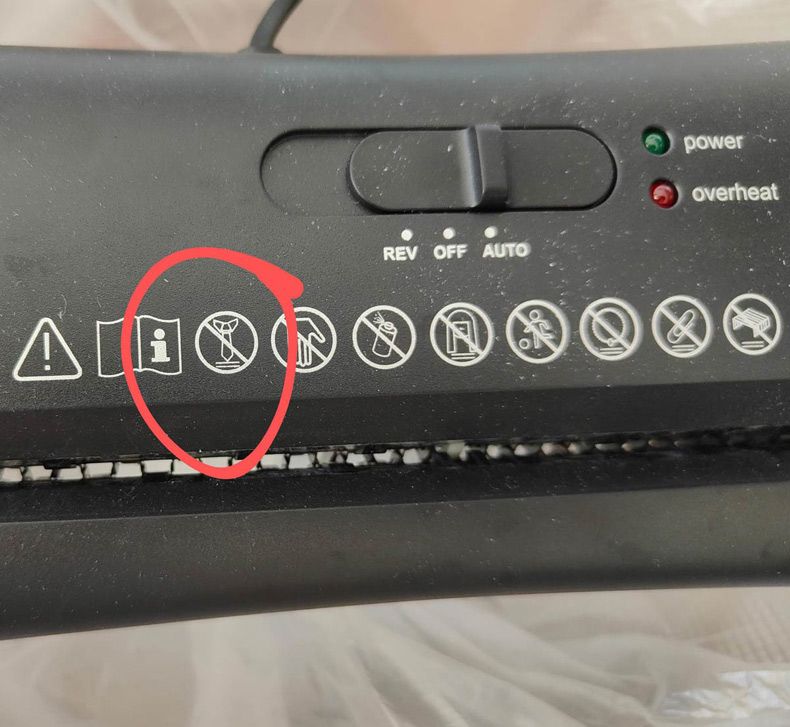 power
overheat
REV OFF AUTO
i